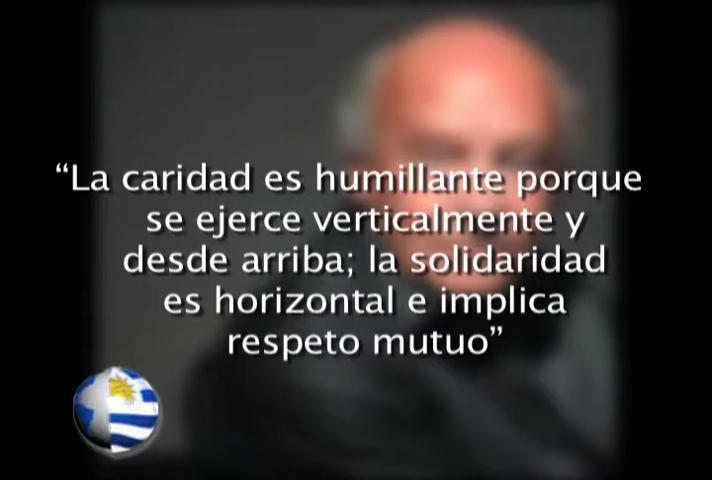 “La caridad es humillante porque
se ejerce verticalmente y
desde arriba; la solidaridad
es horizontal e implica
respeto mutuo”